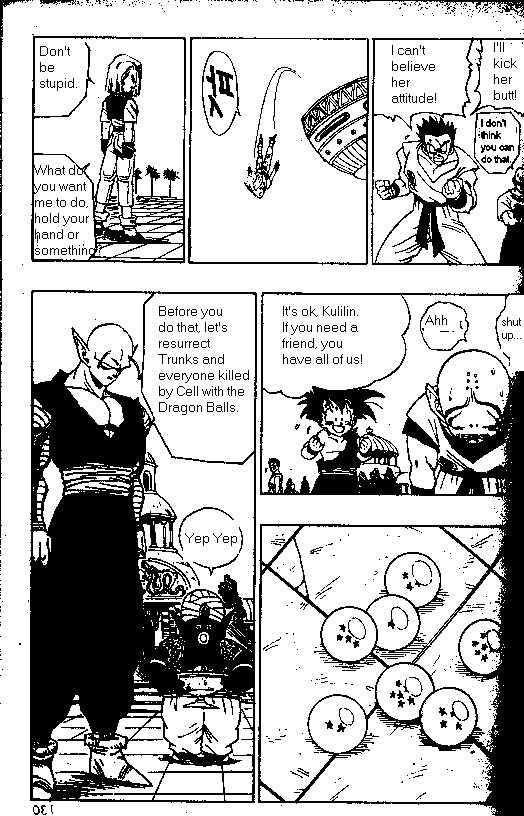 Don't
be
stupid.
What do
you want
me to do,
hold your
hand or
something?
I can't
believe
her
attitude!
I'll
kick
her
butt!
I don't
think
you can
do that.
Before you
do that, let's
resurrect
Trunks and
everyone killed
by Cell with the
Dragon Balls.
Yep Yep
It's ok, Kulilin.
If you need a
friend, you
have all of us!
Ahh
shut
up...
130